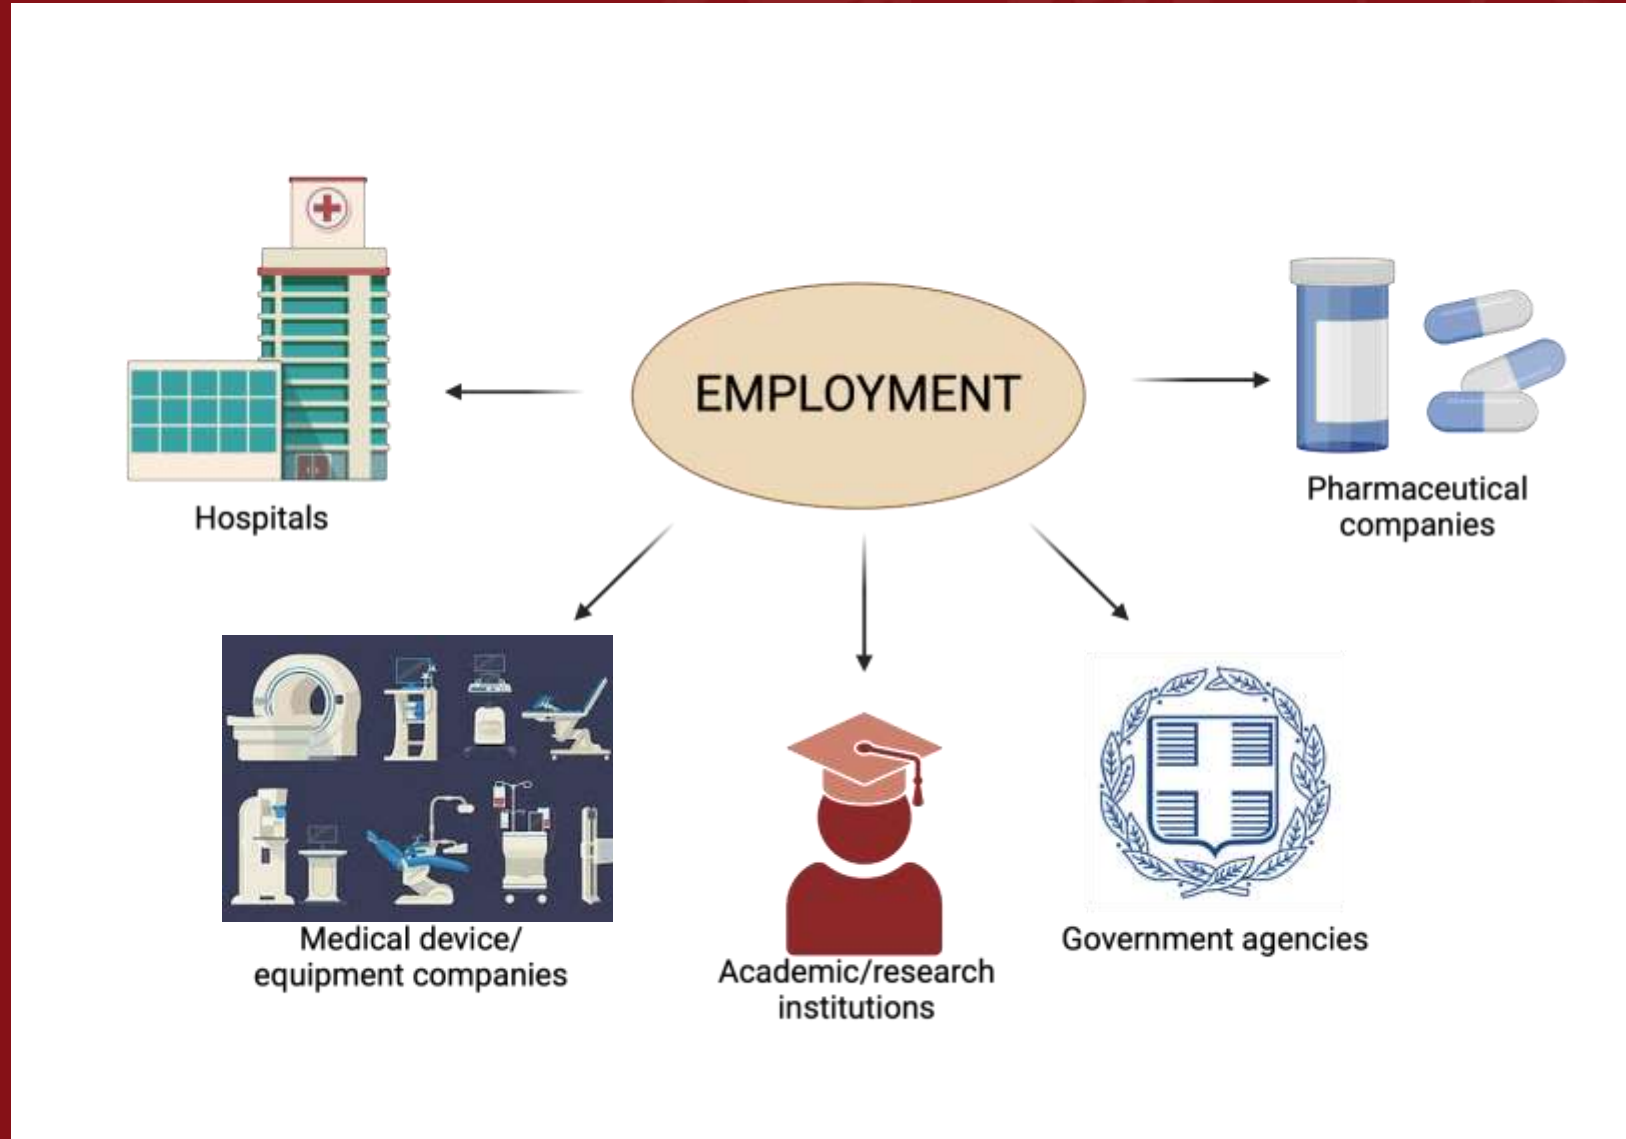 EMPLOYMENT
Hospitals
Pharmaceutical
companies
Medical device/
equipment companies
Academic/research
institutions
Government agencies